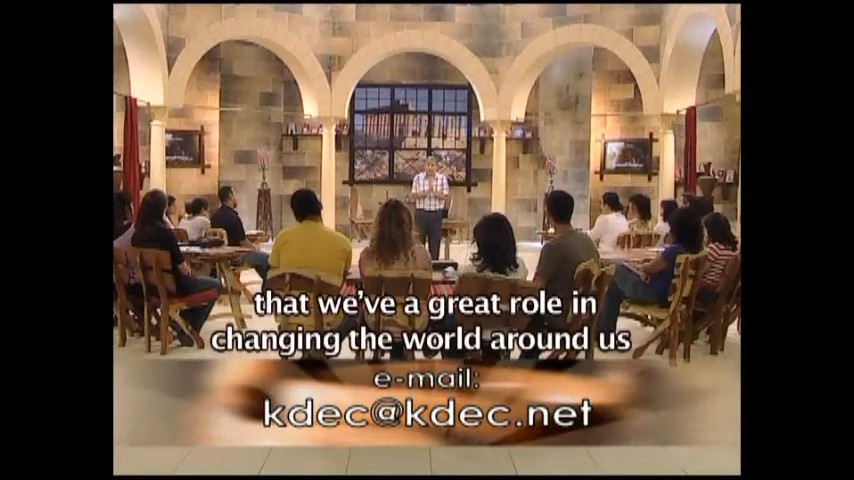 that we've a great role in
changing the world around us
e-mail:
kdec@kdec.net